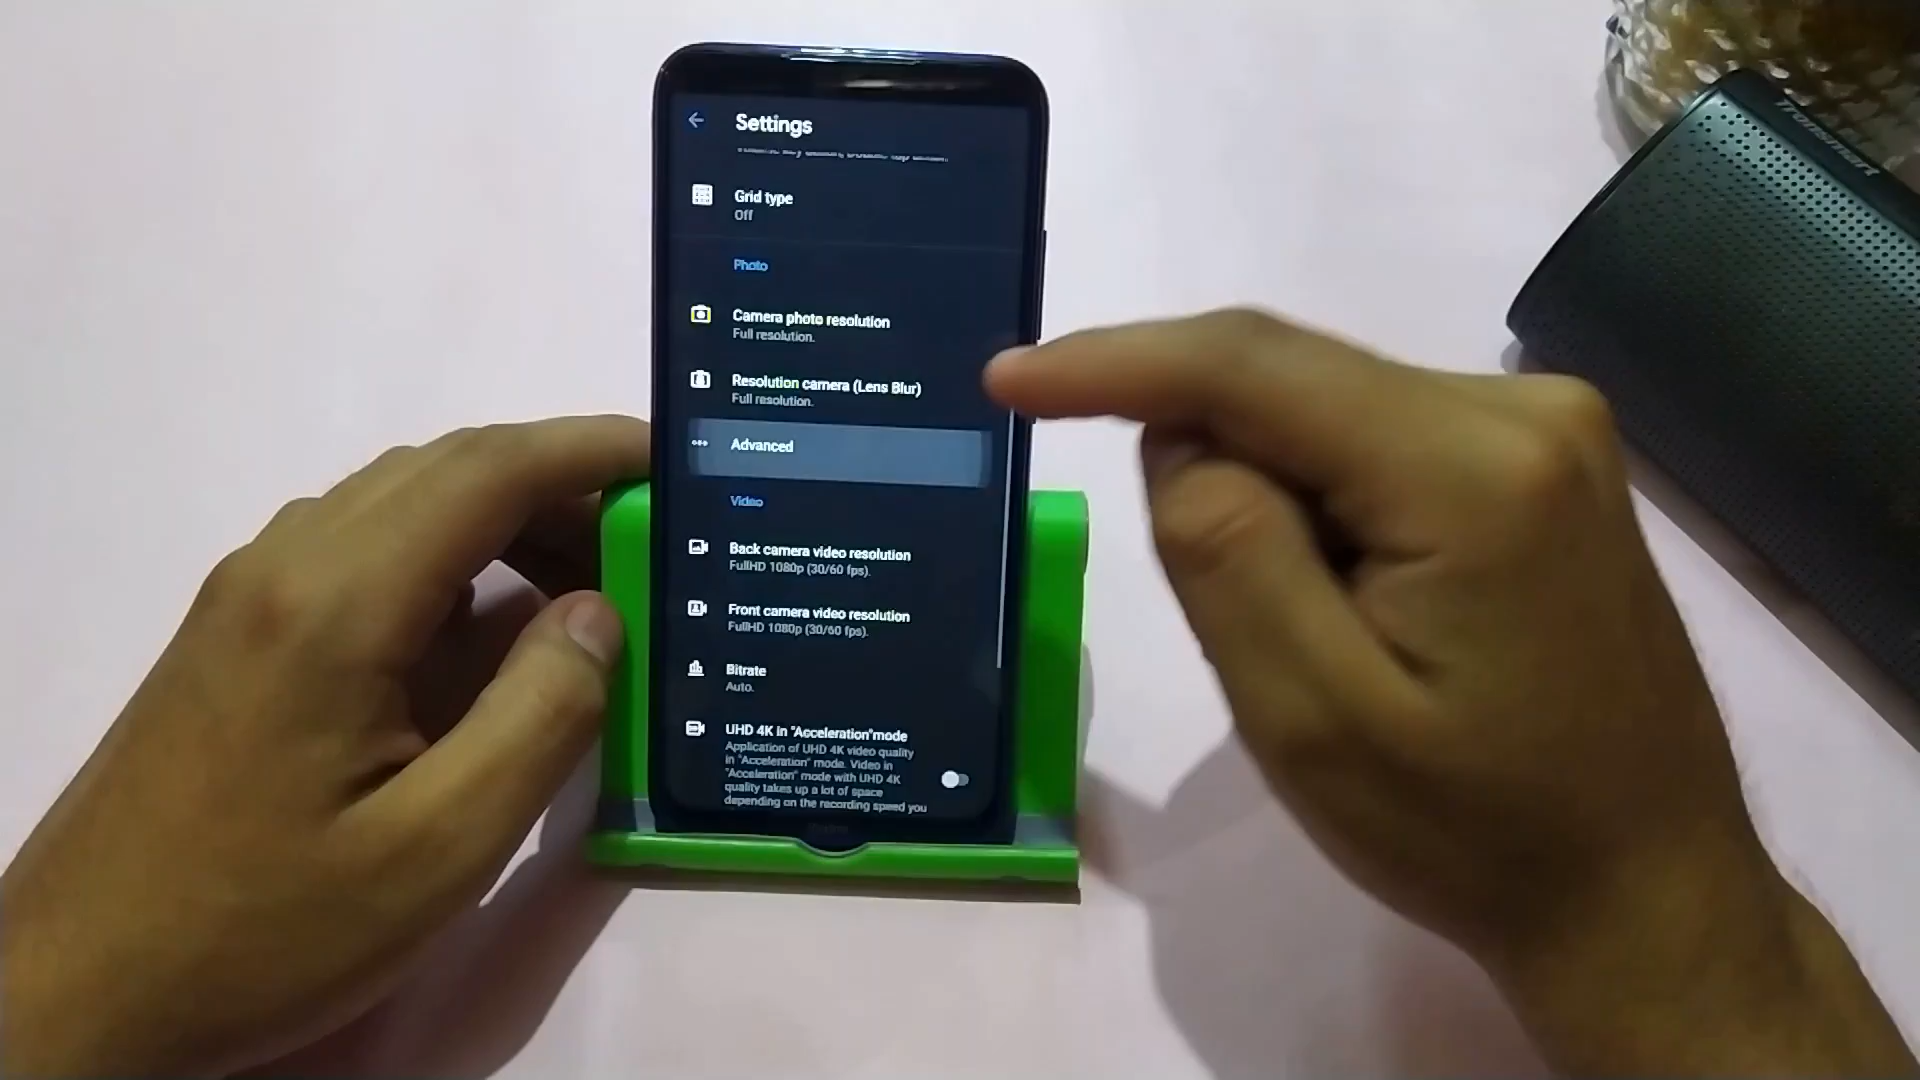 Settings
Grid type
Off
Photo
Camera photo resolution
Full resolution.
Resolution camera (Lens Blur)
Full resolution.
Advanced
Video
Back camera video resolution
FullHD 1080p (30/60 fps).
Front camera video resolution
FullHD 1080p (30/60 fps).
Bitrate
Auto.
UHD 4K in "Acceleration"mode
Application of UHD 4K video quality
in "Acceleration" mode. Video in
"Acceleration" mode with UHD 4K
quality takes up a lot of space
depending on the recording speed you
Tronsmart